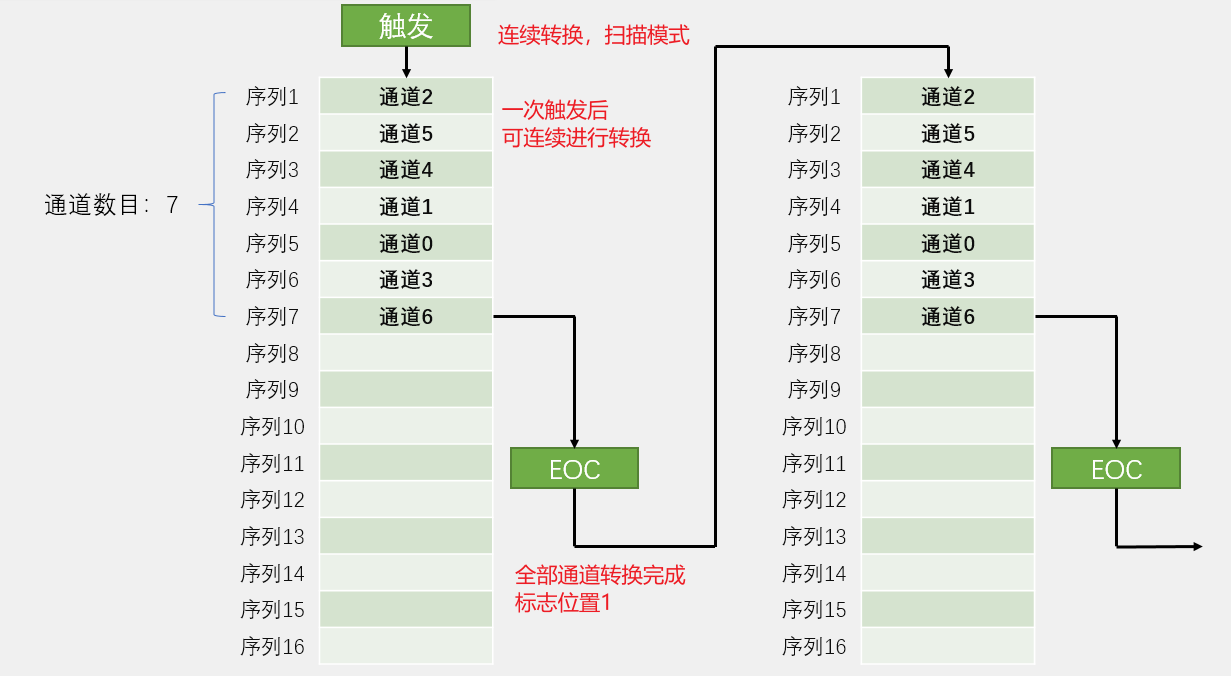 触发
连续转换，扫描模式
一次触发后
可连续进行转换
通道数目：7
序列1 通道2
序列2 通道5
序列3 通道4
序列4 通道1
序列5 通道0
序列6 通道3
序列7 通道6
序列8
序列9
序列10
序列11
序列12
序列13
序列14
序列15
序列16
EOC
全部通道转换完成
标志位置1
序列1 通道2
序列2 通道5
序列3 通道4
序列4 通道1
序列5 通道0
序列6 通道3
序列7 通道6
序列8
序列9
序列10
序列11
序列12
序列13
序列14
序列15
序列16
EOC